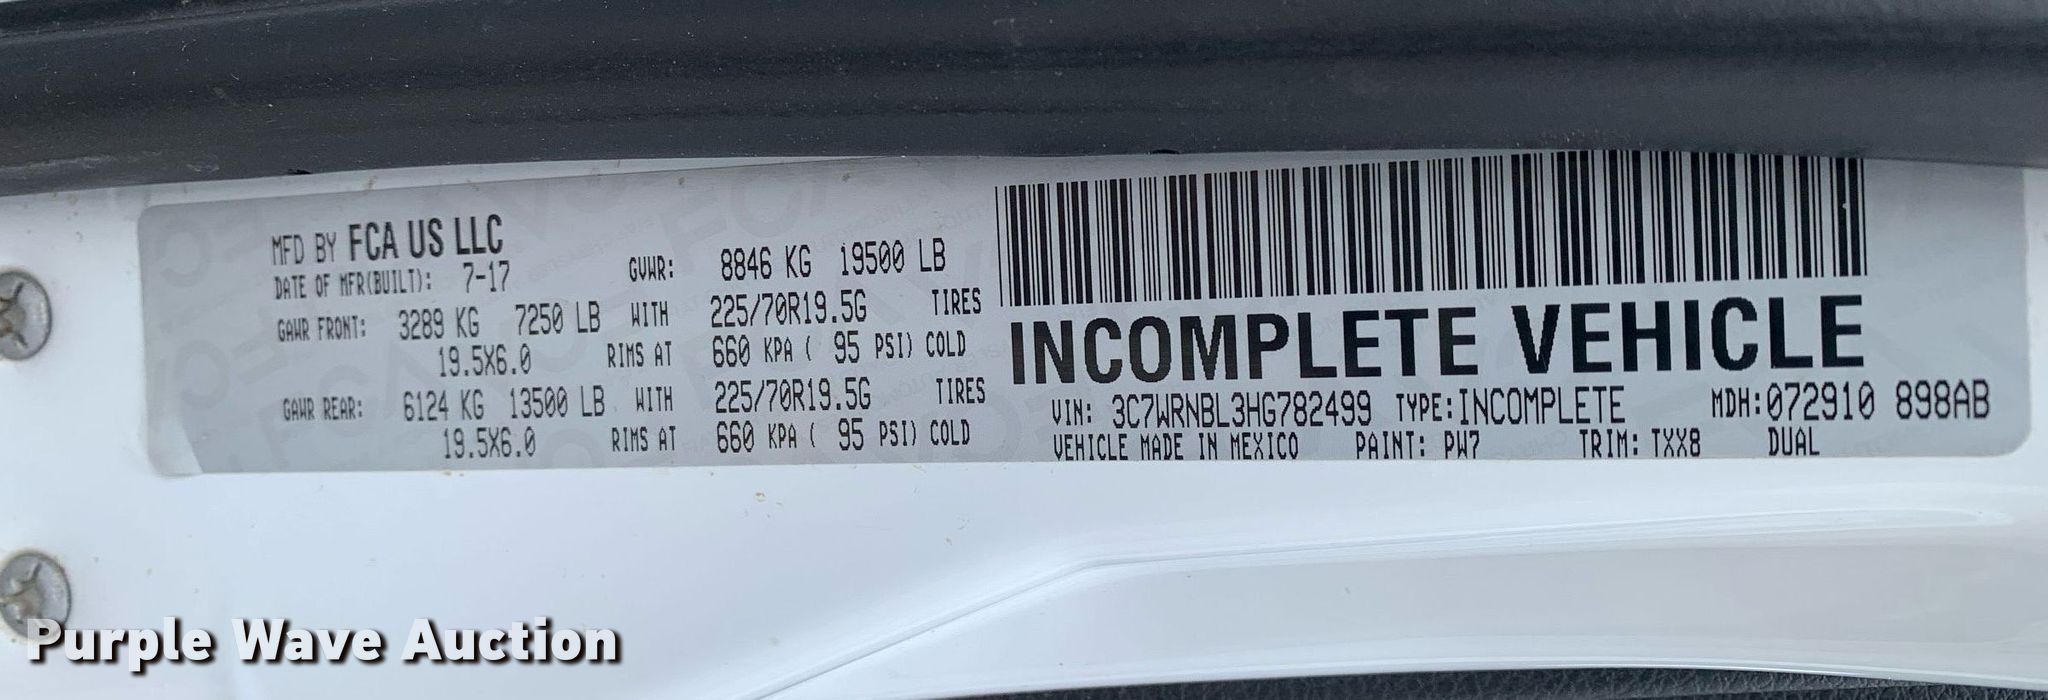 MFD BY FCA US LLC
DATE OF MFR(BUILT): 7-17
GVWR: 8846 KG 19500 LB
GAWR FRONT: 3289 KG 7250 LB WITH 225/70R19.5G TIRES
19.5X6.0 RIMS AT 660 KPA ( 95 PSI) COLD
GAWR REAR: 6124 KG 13500 LB WITH 225/70R19.5G TIRES
19.5X6.0 RIMS AT 660 KPA ( 95 PSI) COLD
INCOMPLETE VEHICLE
VIN: 3C7WRNBL3HG782499 TYPE: INCOMPLETE MDH: 072910 898AB
VEHICLE MADE IN MEXICO PAINT: PW7 TRIM: TXX8 DUAL
Purple Wave Auction